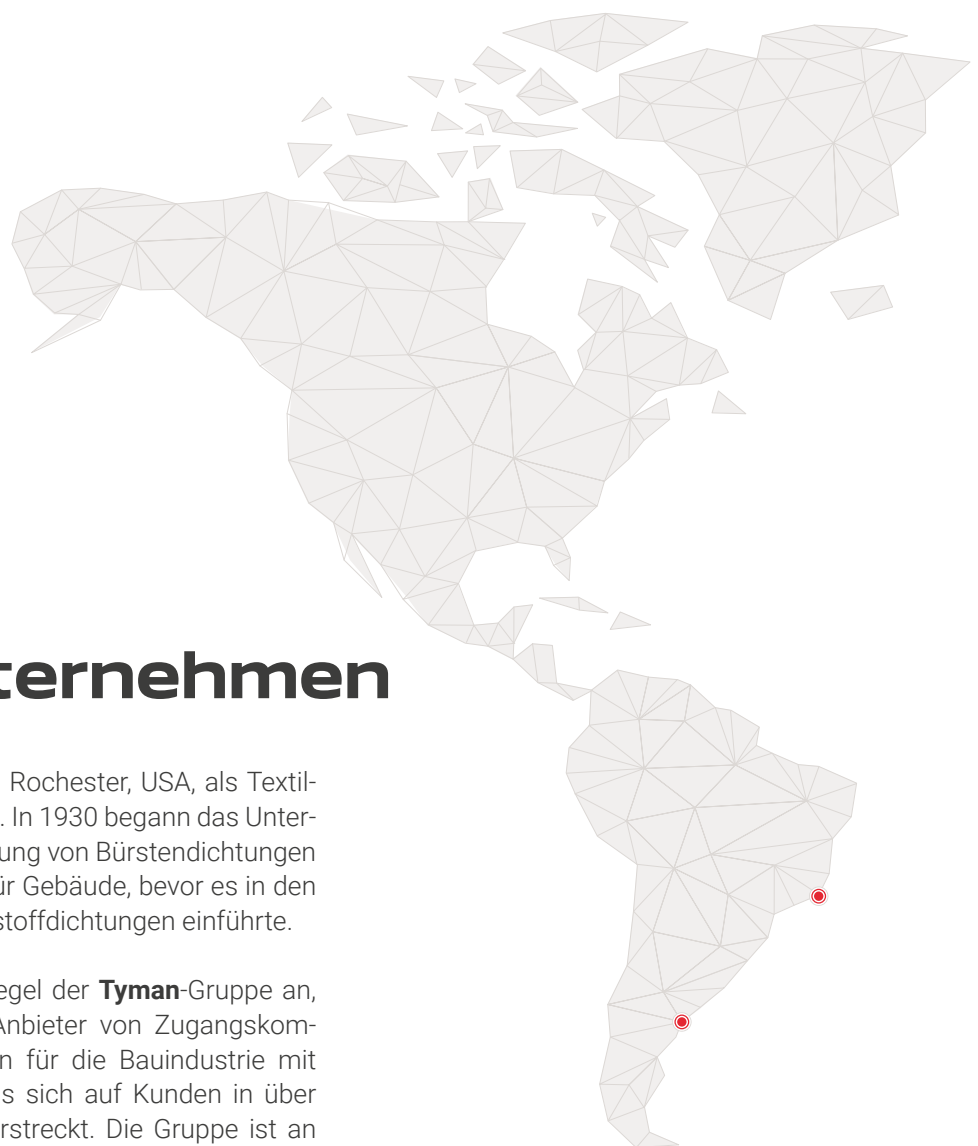 ternehmen
Rochester, USA, als Textil-
. In 1930 begann das Unter-
ung von Bürstendichtungen
ür Gebäude, bevor es in den
stoffdichtungen einführte.
egel der Tyman-Gruppe an,
Anbieter von Zugangskom-
n für die Bauindustrie mit
s sich auf Kunden in über
rstreckt. Die Gruppe ist an